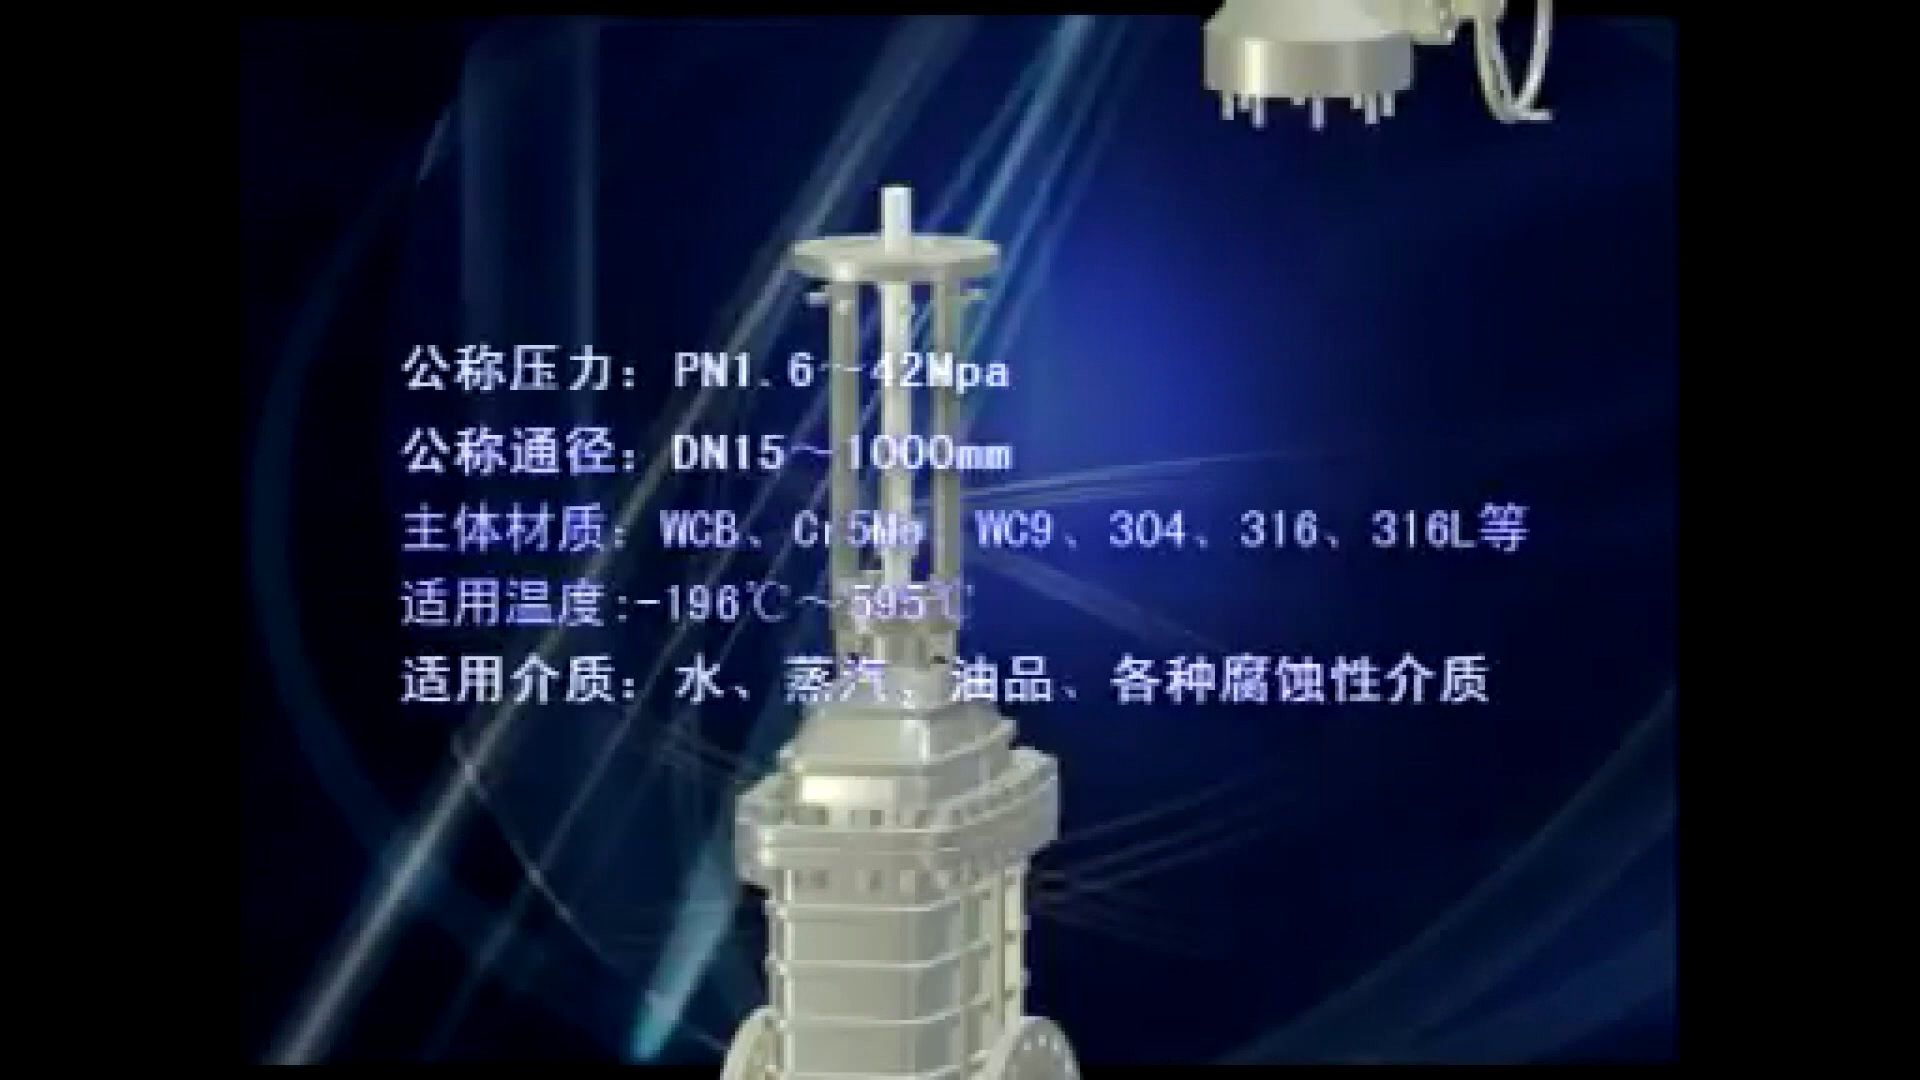 公称压力：PN1.6～42Mpa
公称通径：DN15～1000mm
主体材质：WCB、Cr5Mo、WC9、304、316、316L等
适用温度:-196℃～595℃
适用介质：水、蒸汽、油品、各种腐蚀性介质